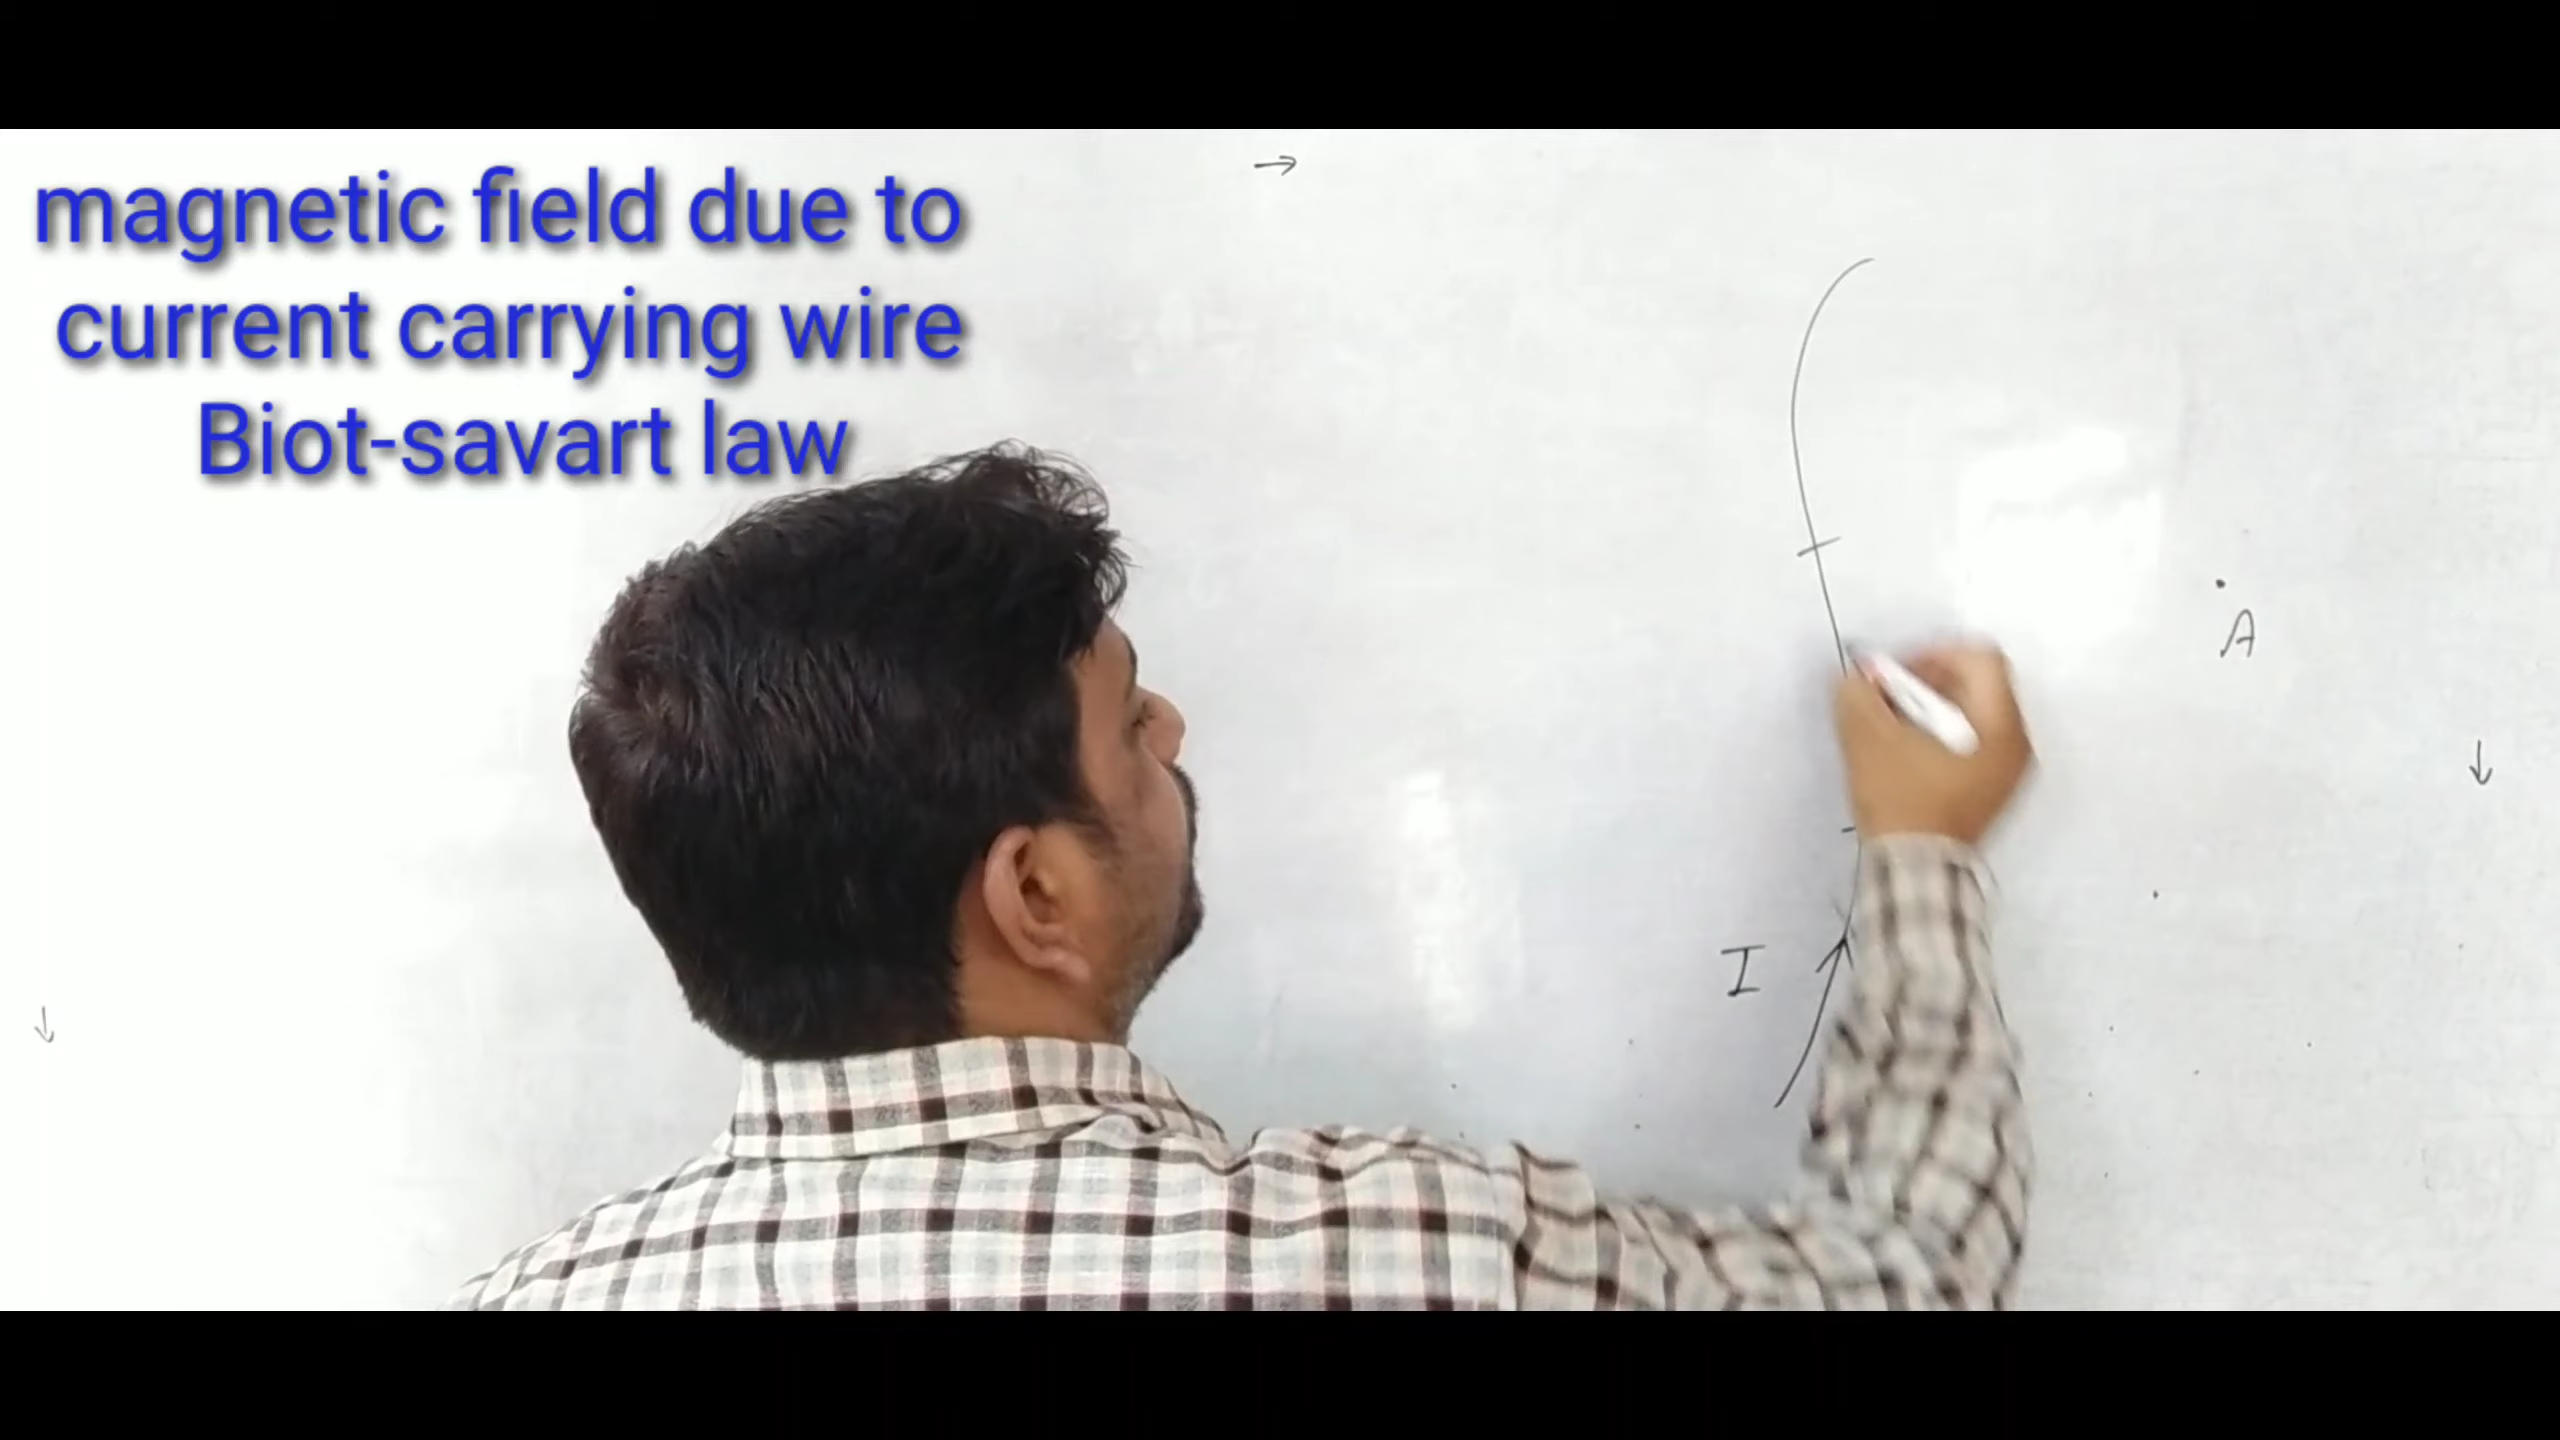 magnetic field due to
current carrying wire
Biot-savart law
→
A
↓
I
↓